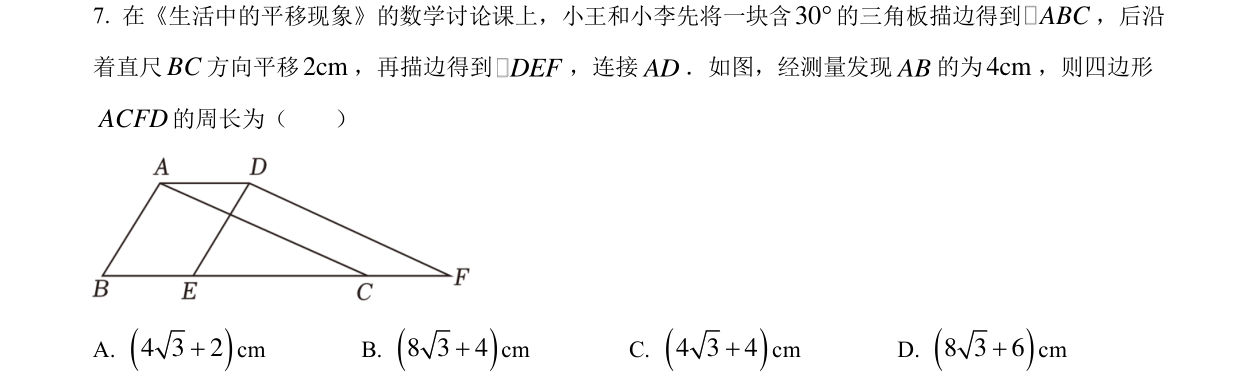 7. 在《生活中的平移现象》的数学讨论课上，小王和小李先将一块含30°的三角板描边得到□ABC，后沿
着直尺BC方向平移2cm，再描边得到□DEF，连接AD．如图，经测量发现AB的为4cm，则四边形
ACFD的周长为（　　）
A D
B E C F
A. (4√3+2)cm B. (8√3+4)cm C. (4√3+4)cm D. (8√3+6)cm